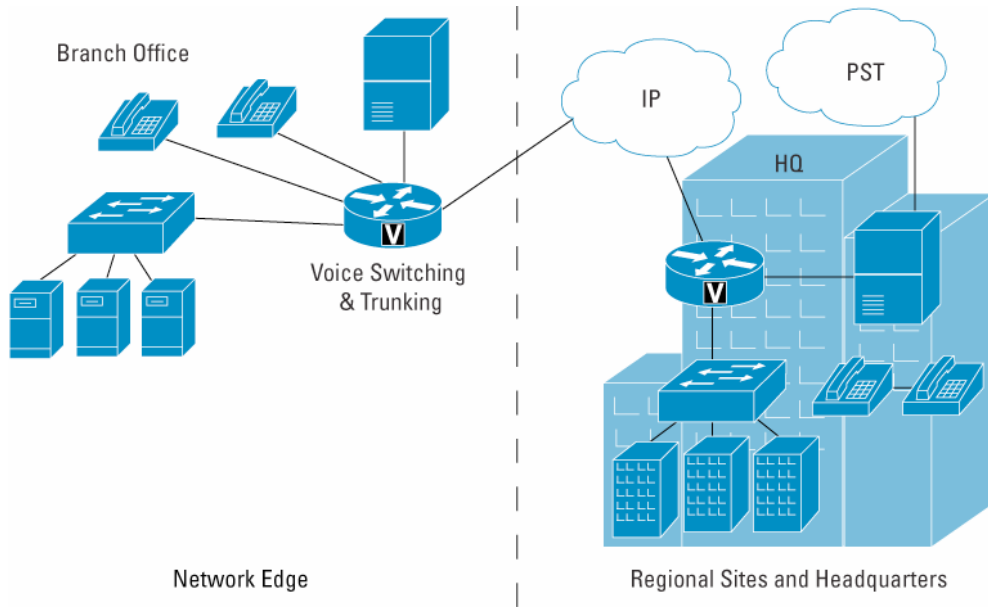 Branch Office
IP
PST
HQ
V
Voice Switching
& Trunking
V
Network Edge
Regional Sites and Headquarters